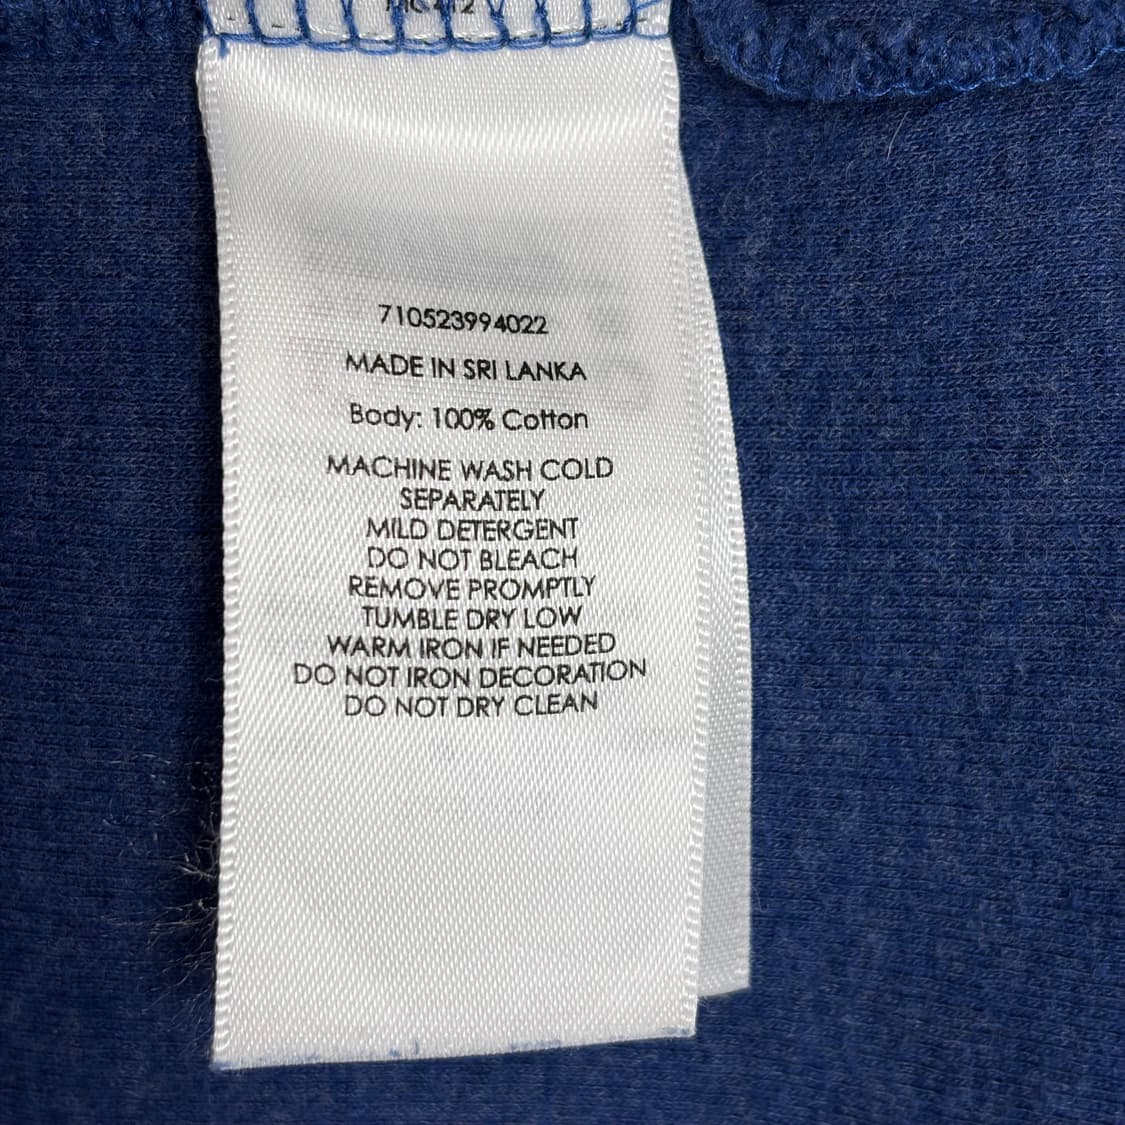 710523994022
MADE IN SRI LANKA
Body: 100% Cotton
MACHINE WASH COLD
SEPARATELY
MILD DETERGENT
DO NOT BLEACH
REMOVE PROMPTLY
TUMBLE DRY LOW
WARM IRON IF NEEDED
DO NOT IRON DECORATION
DO NOT DRY CLEAN